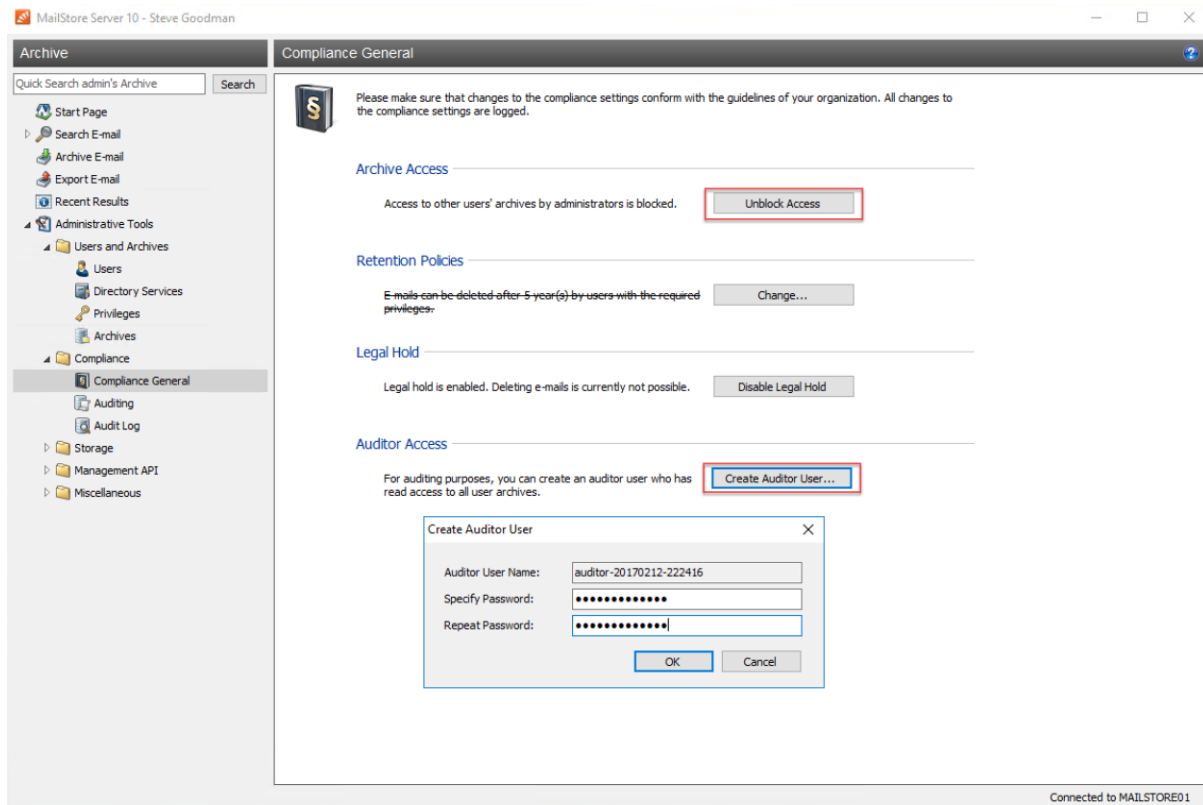 MailStore Server 10 - Steve Goodman
Archive
Compliance General
Quick Search admin's Archive
Search
Start Page
Search E-mail
Archive E-mail
Export E-mail
Recent Results
Administrative Tools
Users and Archives
Users
Directory Services
Privileges
Archives
Compliance
Compliance General
Auditing
Audit Log
Storage
Management API
Miscellaneous
§
Please make sure that changes to the compliance settings conform with the guidelines of your organization. All changes to
the compliance settings are logged.
Archive Access
Access to other users' archives by administrators is blocked.
Unblock Access
Retention Policies
E-mails can be deleted after 5 year(s) by users with the required
privileges.
Change...
Legal Hold
Legal hold is enabled. Deleting e-mails is currently not possible.
Disable Legal Hold
Auditor Access
For auditing purposes, you can create an auditor user who has
read access to all user archives.
Create Auditor User...
Create Auditor User
Auditor User Name:
auditor-20170212-222416
Specify Password:
●●●●●●●●●●●●●
Repeat Password:
●●●●●●●●●●●●●
OK
Cancel
Connected to MAILSTORE01